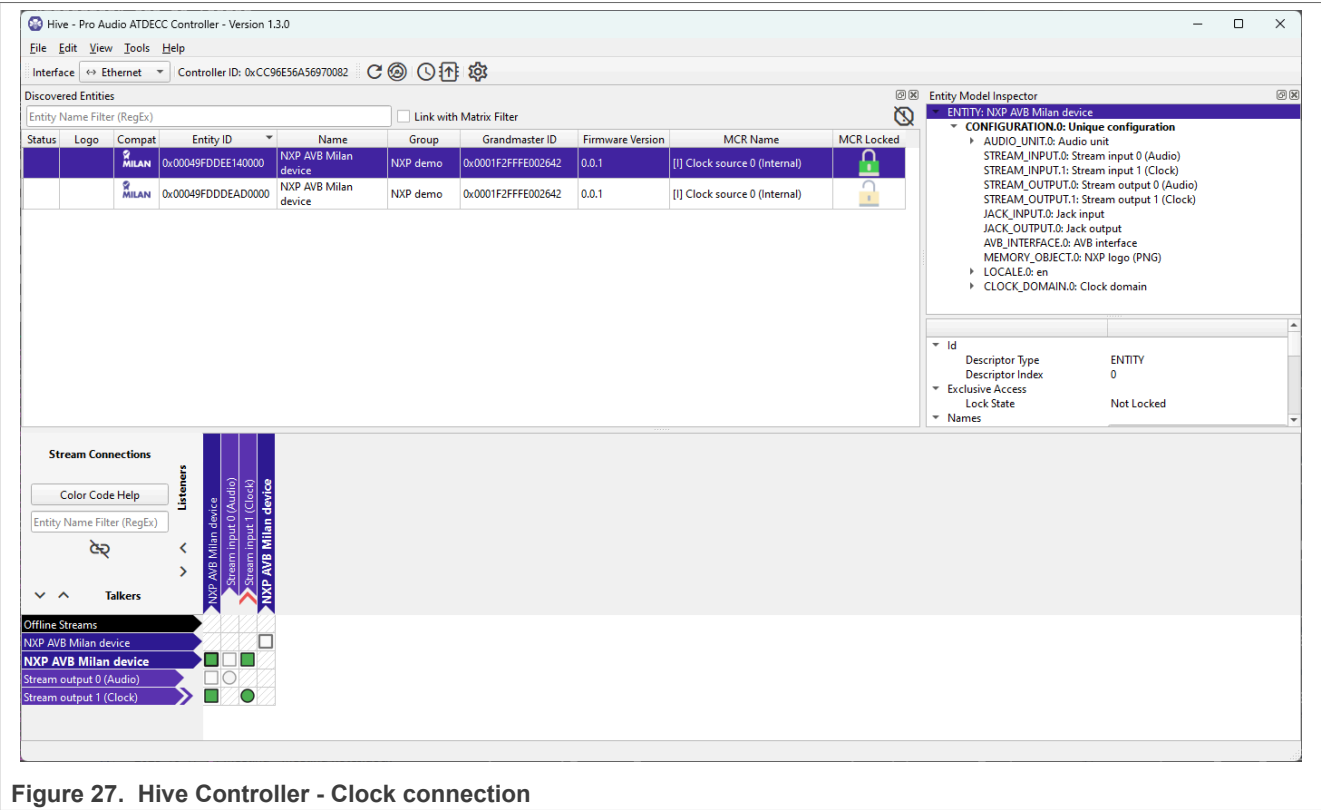 Hive - Pro Audio ATDECC Controller - Version 1.3.0
File Edit View Tools Help
Interface Ethernet Controller ID: 0xCC96E56A56970082
Discovered Entities
Entity Name Filter (RegEx) Link with Matrix Filter
Status Logo Compat Entity ID Name Group Grandmaster ID Firmware Version MCR Name MCR Locked
MILAN 0x00049FDDEE140000 NXP AVB Milan device NXP demo 0x0001F2FFFE002642 0.0.1 [I] Clock source 0 (Internal)
MILAN 0x00049FDDDEAD0000 NXP AVB Milan device NXP demo 0x0001F2FFFE002642 0.0.1 [I] Clock source 0 (Internal)
Entity Model Inspector
ENTITY: NXP AVB Milan device
CONFIGURATION.0: Unique configuration
AUDIO_UNIT.0: Audio unit
STREAM_INPUT.0: Stream input 0 (Audio)
STREAM_INPUT.1: Stream input 1 (Clock)
STREAM_OUTPUT.0: Stream output 0 (Audio)
STREAM_OUTPUT.1: Stream output 1 (Clock)
JACK_INPUT.0: Jack input
JACK_OUTPUT.0: Jack output
AVB_INTERFACE.0: AVB interface
MEMORY_OBJECT.0: NXP logo (PNG)
LOCALE.0: en
CLOCK_DOMAIN.0: Clock domain
Id
Descriptor Type ENTITY
Descriptor Index 0
Exclusive Access
Lock State Not Locked
Names
Stream Connections
Color Code Help
Entity Name Filter (RegEx)
Listeners
Talkers
NXP AVB Milan device
Stream input 0 (Audio)
Stream input 1 (Clock)
NXP AVB Milan device
Offline Streams
NXP AVB Milan device
NXP AVB Milan device
Stream output 0 (Audio)
Stream output 1 (Clock)
Figure 27. Hive Controller - Clock connection